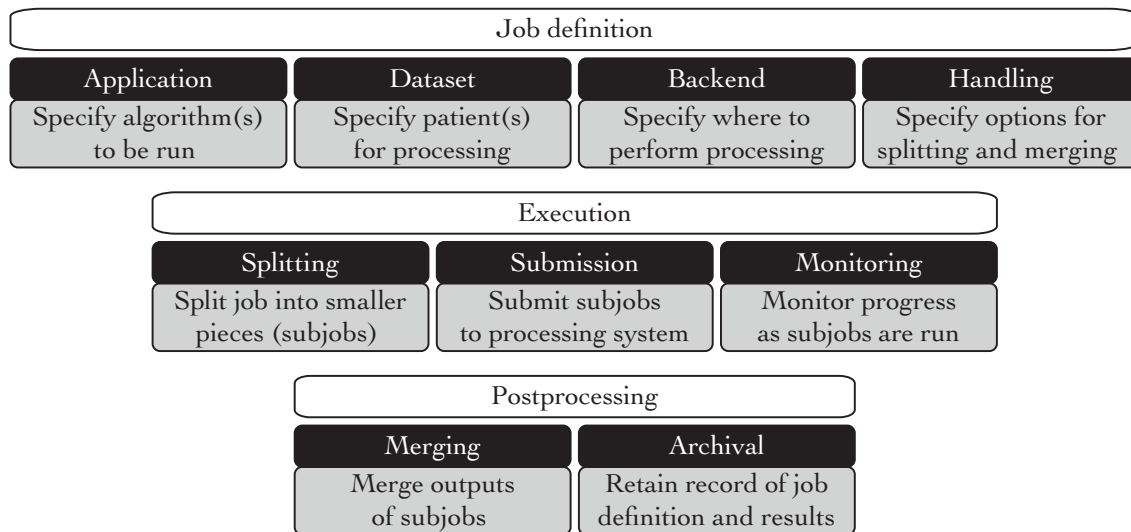 Job definition
Application
Dataset
Backend
Handling
Specify algorithm(s)
to be run
Specify patient(s)
for processing
Specify where to
perform processing
Specify options for
splitting and merging
Execution
Splitting
Submission
Monitoring
Split job into smaller
pieces (subjobs)
Submit subjobs
to processing system
Monitor progress
as subjobs are run
Postprocessing
Merging
Archival
Merge outputs
of subjobs
Retain record of job
definition and results